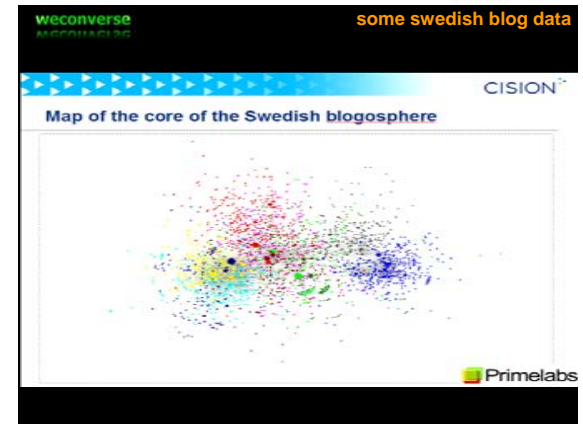 weconverse
some swedish blog data
CISION
Map of the core of the Swedish blogosphere
Primelabs